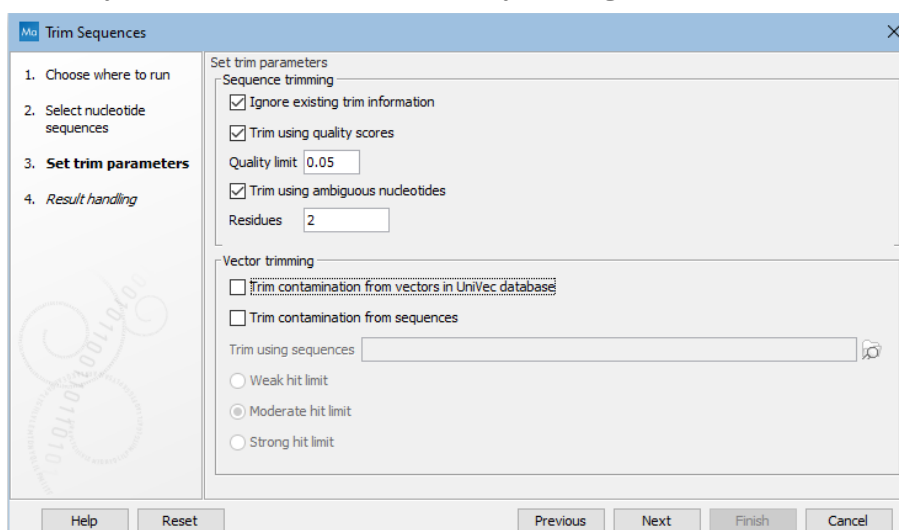 Ma Trim Sequences
1. Choose where to run
2. Select nucleotide
sequences
3. Set trim parameters
4. Result handling
Set trim parameters
Sequence trimming
Ignore existing trim information
Trim using quality scores
Quality limit 0.05
Trim using ambiguous nucleotides
Residues 2
Vector trimming
Trim contamination from vectors in UniVec database
Trim contamination from sequences
Trim using sequences
Weak hit limit
Moderate hit limit
Strong hit limit
Help Reset Previous Next Finish Cancel